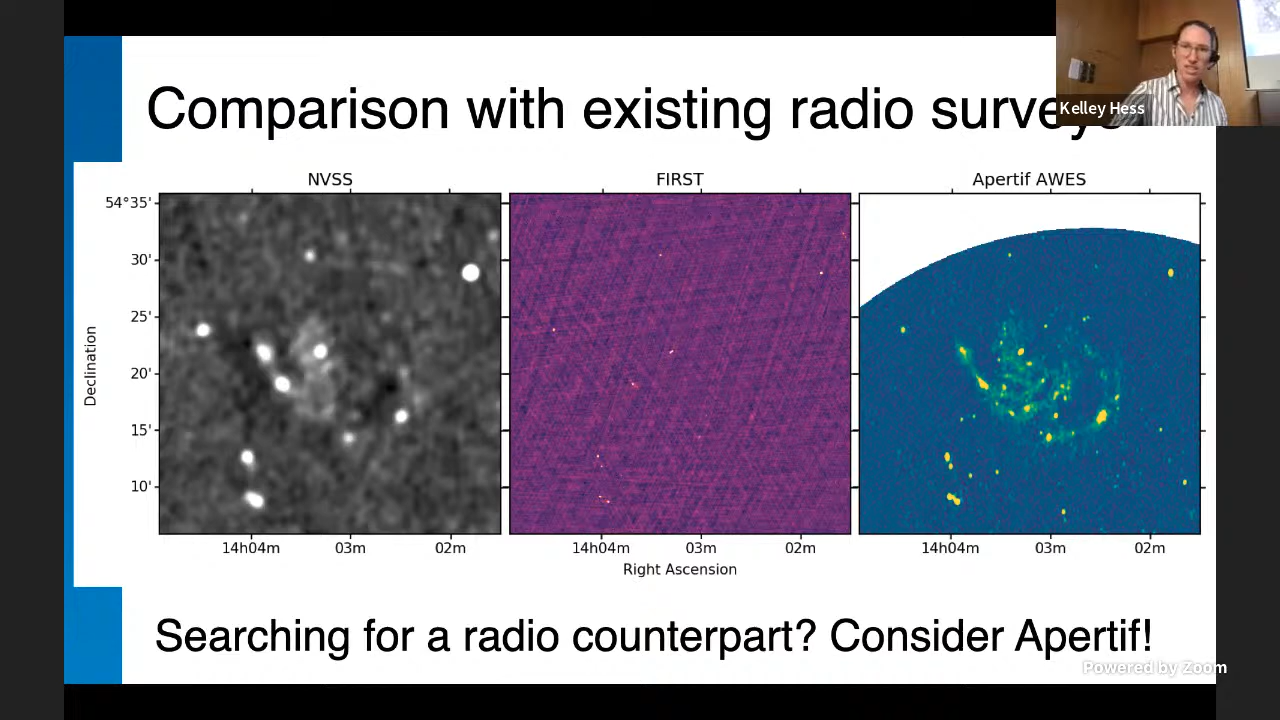 Comparison with existing radio surveys
Kelley Hess
NVSS
FIRST
Apertif AWES
54°35'
30'
25'
20'
15'
10'
Declination
14h04m
03m
02m
14h04m
03m
02m
14h04m
03m
02m
Right Ascension
Searching for a radio counterpart? Consider Apertif!
Powered by Zoom